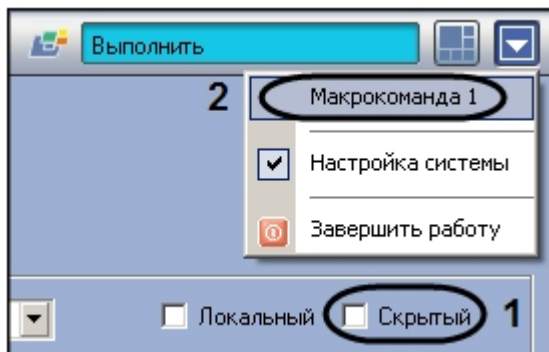 Выполнить
2 Макрокоманда 1
Настройка системы
Завершить работу
Локальный Скрытый 1